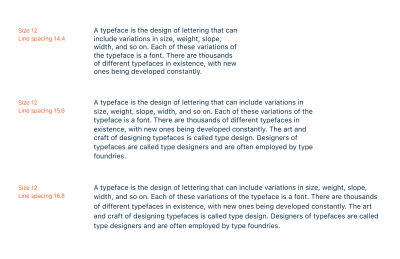 Size 12
Line spacing 14.4
A typeface is the design of lettering that can
include variations in size, weight, slope,
width, and so on. Each of these variations of
the typeface is a font. There are thousands
of different typefaces in existence, with new
ones being developed constantly.
Size 12
Line spacing 15.6
A typeface is the design of lettering that can include variations in
size, weight, slope, width, and so on. Each of these variations of the
typeface is a font. There are thousands of different typefaces in
existence, with new ones being developed constantly. The art and
craft of designing typefaces is called type design. Designers of
typefaces are called type designers and are often employed by type
foundries.
Size 12
Line spacing 16.8
A typeface is the design of lettering that can include variations in size, weight, slope,
width, and so on. Each of these variations of the typeface is a font. There are thousands
of different typefaces in existence, with new ones being developed constantly. The art
and craft of designing typefaces is called type design. Designers of typefaces are called
type designers and are often employed by type foundries.